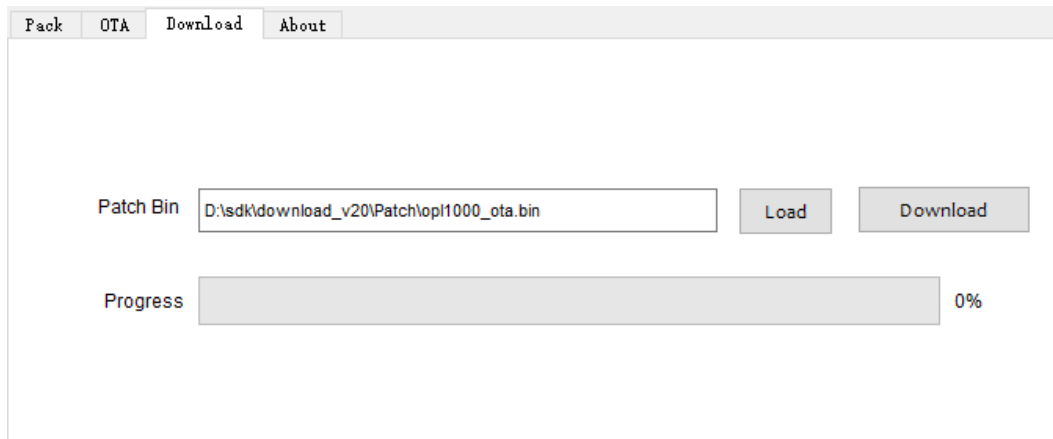 Pack OTA Download About
Patch Bin D:\sdk\download_v20\Patch\opl1000_ota.bin Load Download
Progress 0%